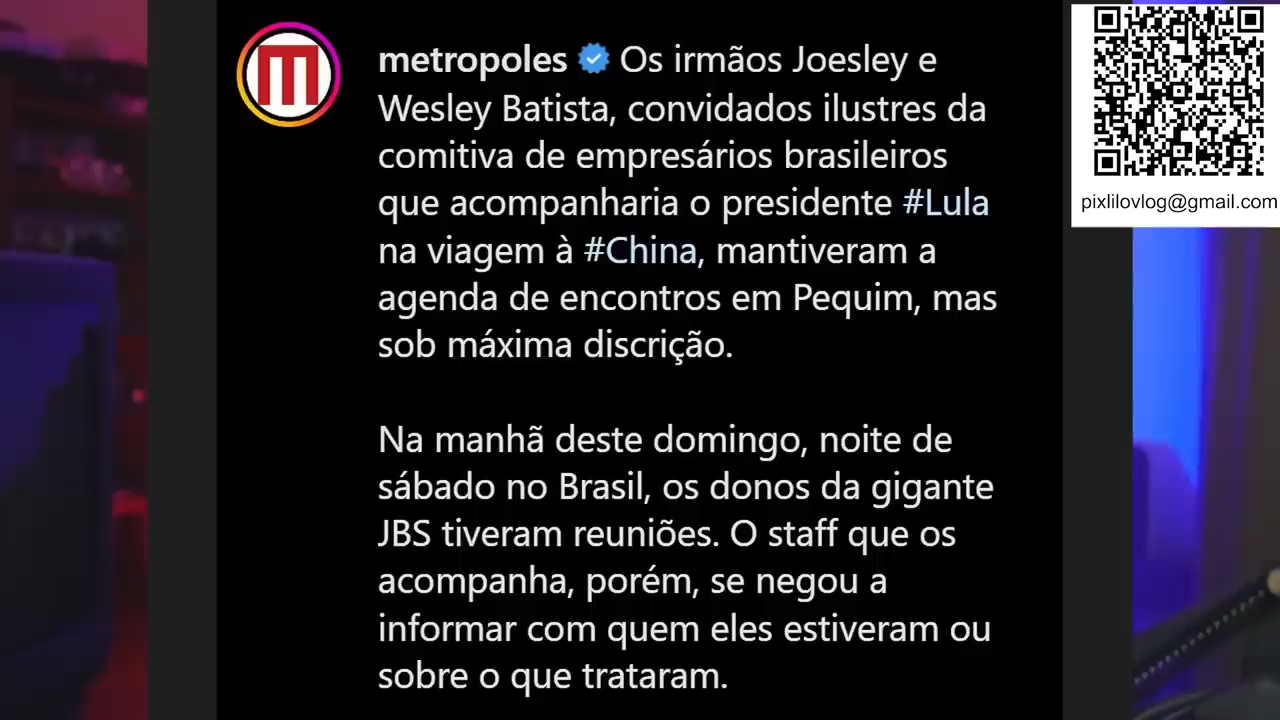 metropoles Os irmãos Joesley e
Wesley Batista, convidados ilustres da
comitiva de empresários brasileiros
que acompanharia o presidente #Lula
na viagem à #China, mantiveram a
agenda de encontros em Pequim, mas
sob máxima discrição.
Na manhã deste domingo, noite de
sábado no Brasil, os donos da gigante
JBS tiveram reuniões. O staff que os
acompanha, porém, se negou a
informar com quem eles estiveram ou
sobre o que trataram.
pixlilovlog@gmail.com